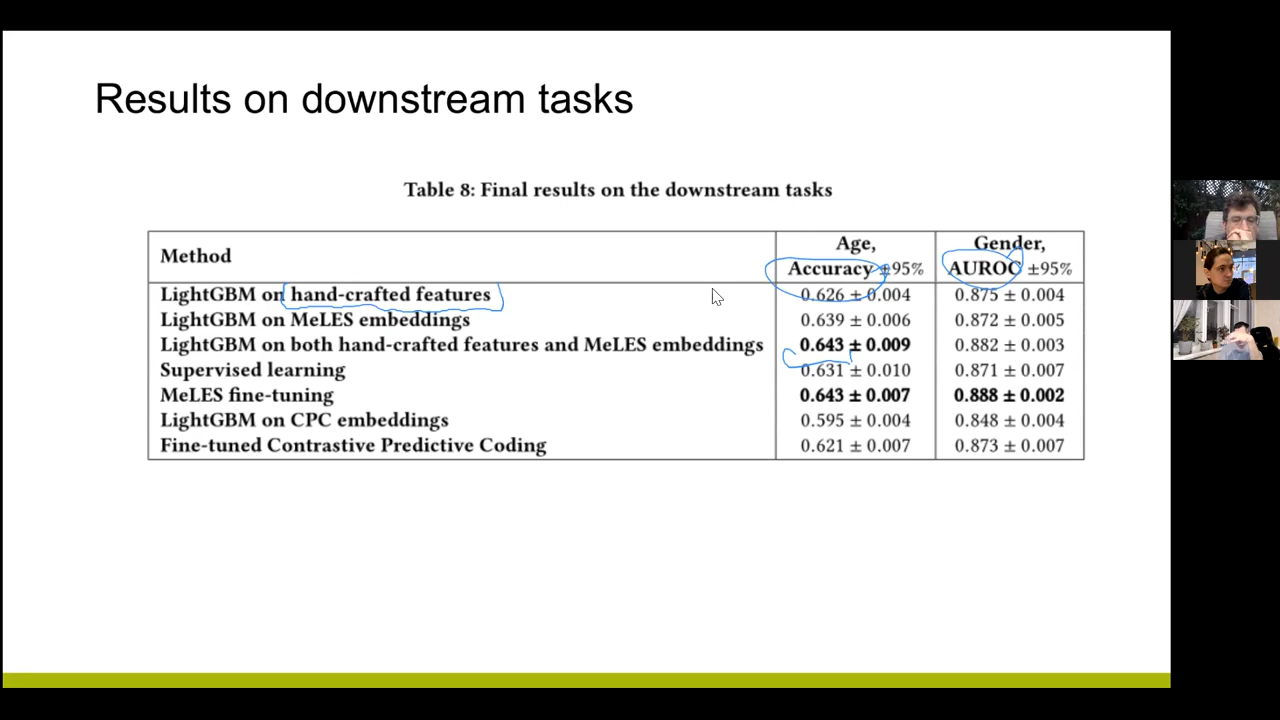 Results on downstream tasks
Table 8: Final results on the downstream tasks
Method Age, Accuracy ±95% Gender, AUROC ±95%
LightGBM on hand-crafted features 0.626 ± 0.004 0.875 ± 0.004
LightGBM on MeLES embeddings 0.639 ± 0.006 0.872 ± 0.005
LightGBM on both hand-crafted features and MeLES embeddings 0.643 ± 0.009 0.882 ± 0.003
Supervised learning 0.631 ± 0.010 0.871 ± 0.007
MeLES fine-tuning 0.643 ± 0.007 0.888 ± 0.002
LightGBM on CPC embeddings 0.595 ± 0.004 0.848 ± 0.004
Fine-tuned Contrastive Predictive Coding 0.621 ± 0.007 0.873 ± 0.007